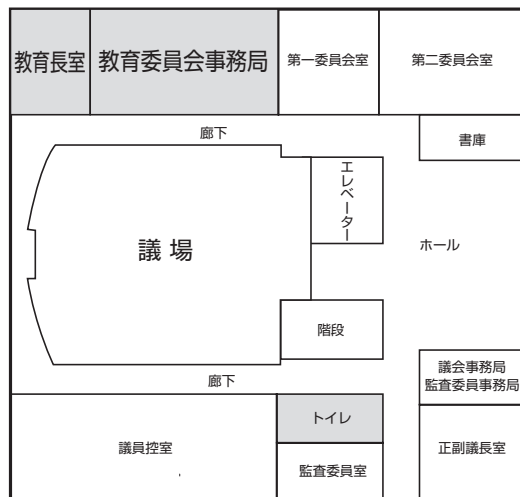 教育長室
教育委員会事務局
第一委員会室
第二委員会室
廊下
書庫
エレベーター
議場
ホール
階段
議会事務局
監査委員事務局
廊下
トイレ
議員控室
正副議長室
監査委員室